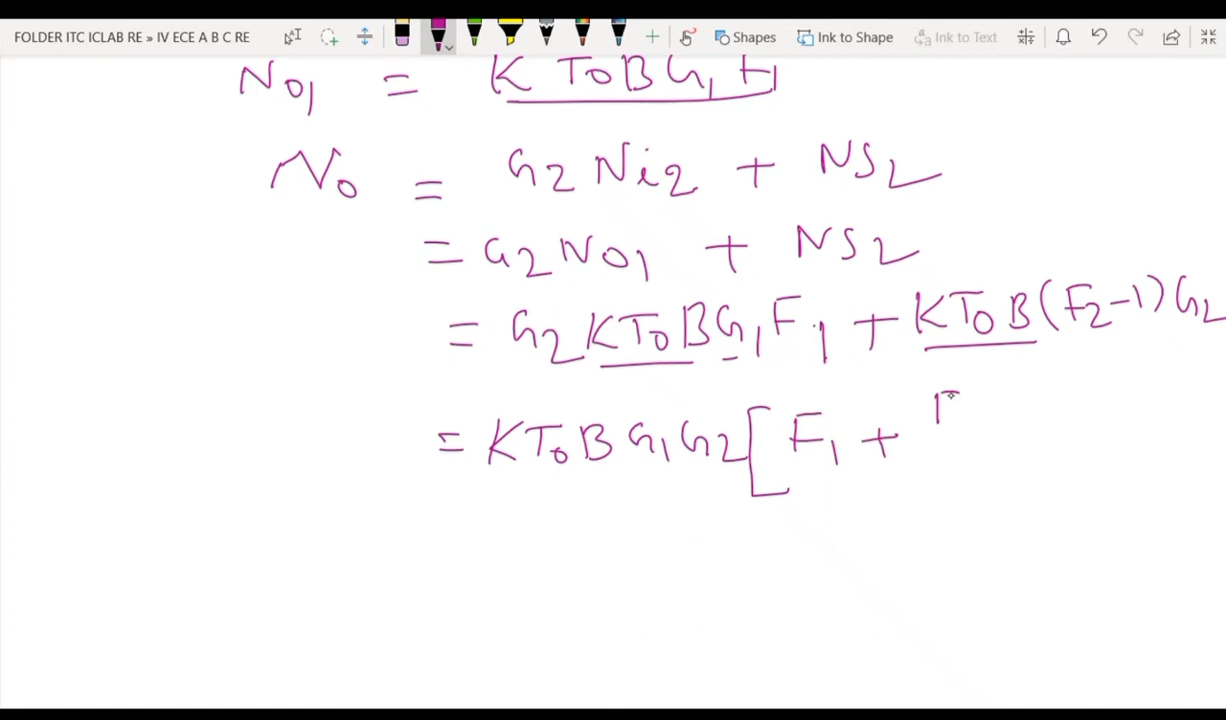 FOLDER ITC ICLAB RE » IV ECE A B C RE Shapes Ink to Shape Ink to Text
No1 = KToBG1F1
No = G2Ni2 + NS2
= G2No1 + NS2
= G2KToBG1F1 + KToB(F2-1)G2
= KToBG1G2[F1 +